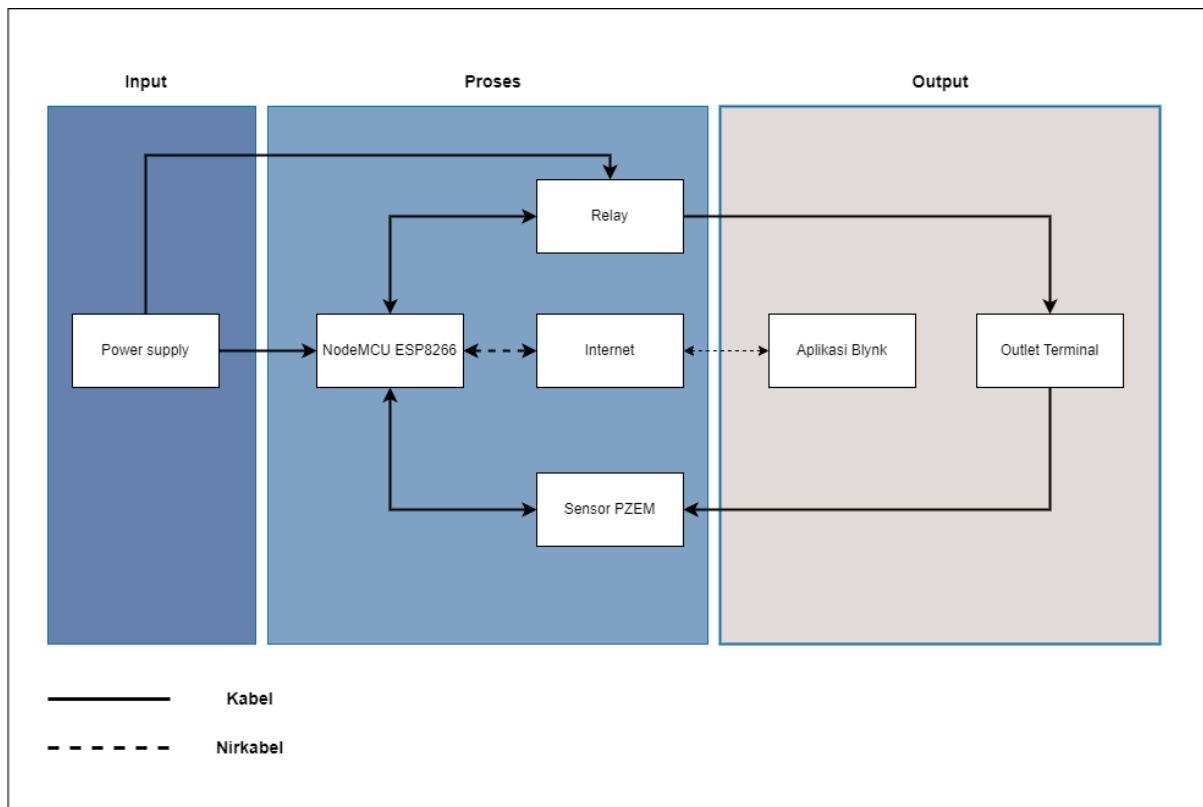 Input
Proses
Output
Relay
Power supply
NodeMCU ESP8266
Internet
Aplikasi Blynk
Outlet Terminal
Sensor PZEM
Kabel
Nirkabel